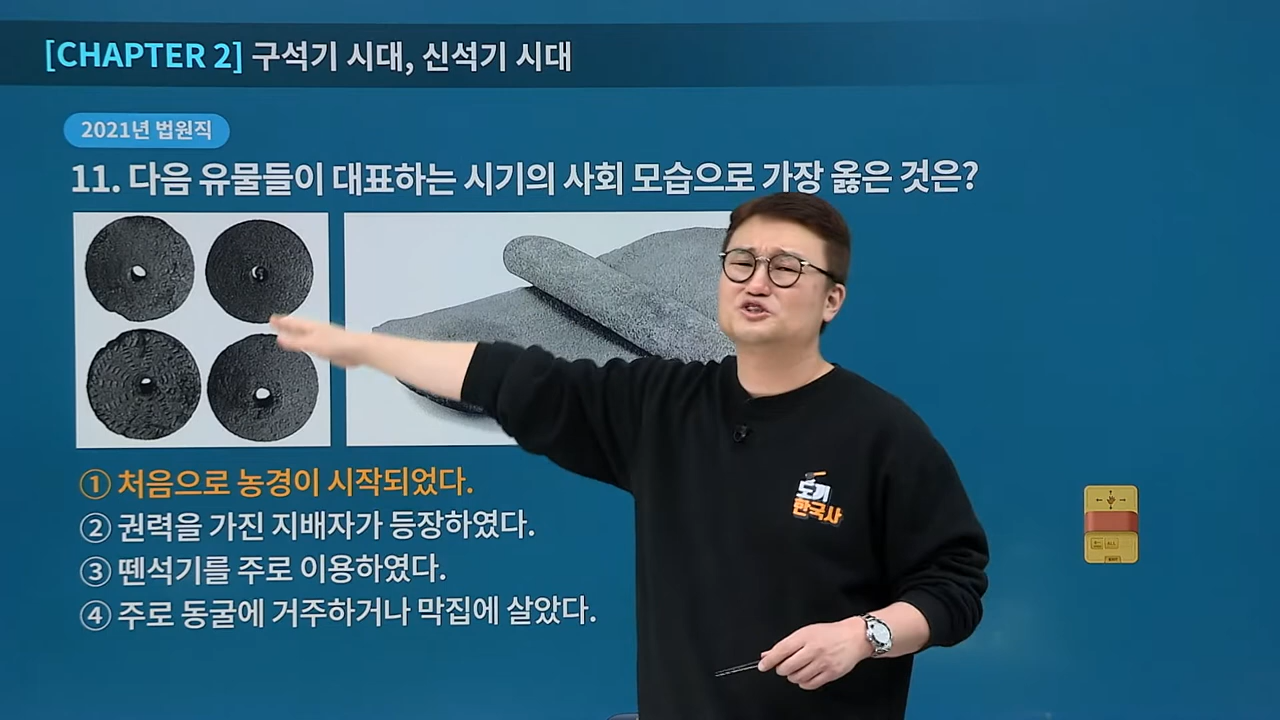 [CHAPTER 2] 구석기 시대, 신석기 시대
2021년 법원직
11. 다음 유물들이 대표하는 시기의 사회 모습으로 가장 옳은 것은?
① 처음으로 농경이 시작되었다.
② 권력을 가진 지배자가 등장하였다.
③ 뗀석기를 주로 이용하였다.
④ 주로 동굴에 거주하거나 막집에 살았다.
도끼
한국사
ALL